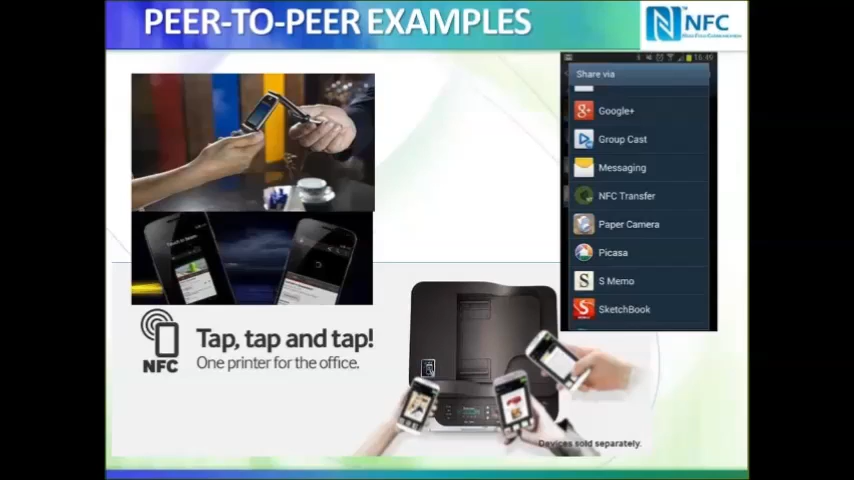 PEER-TO-PEER EXAMPLES
NFC
Share via
Google+
Group Cast
Messaging
NFC Transfer
Paper Camera
Picasa
S Memo
SketchBook
Tap, tap and tap!
One printer for the office.
NFC
Devices sold separately.